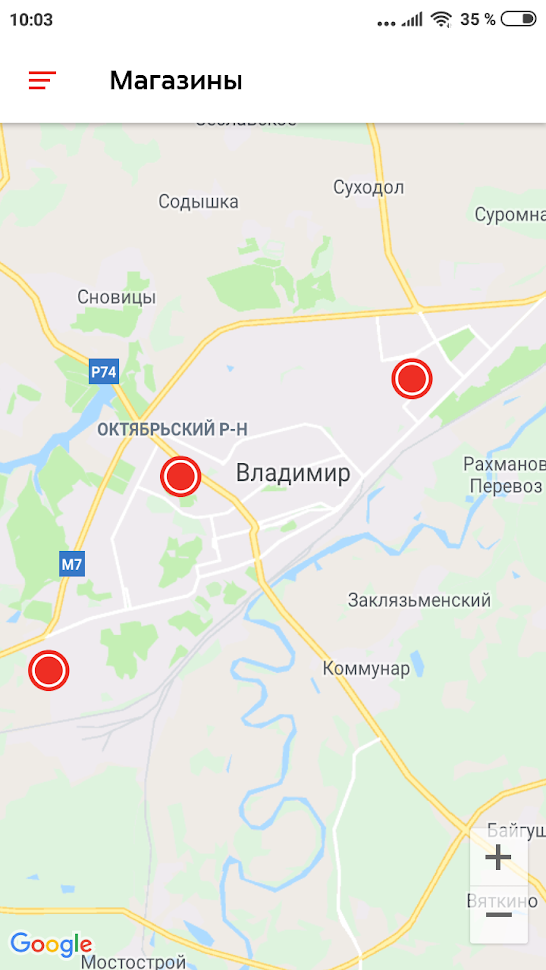 10:03
35 %
Магазины
Содышка
Суходол
Суромна
Сновицы
P74
ОКТЯБРЬСКИЙ Р-Н
Владимир
Рахманов
Перевоз
M7
Заклязьменский
Коммунар
Байгуш
+
Вяткино
−
Google
Мостострой